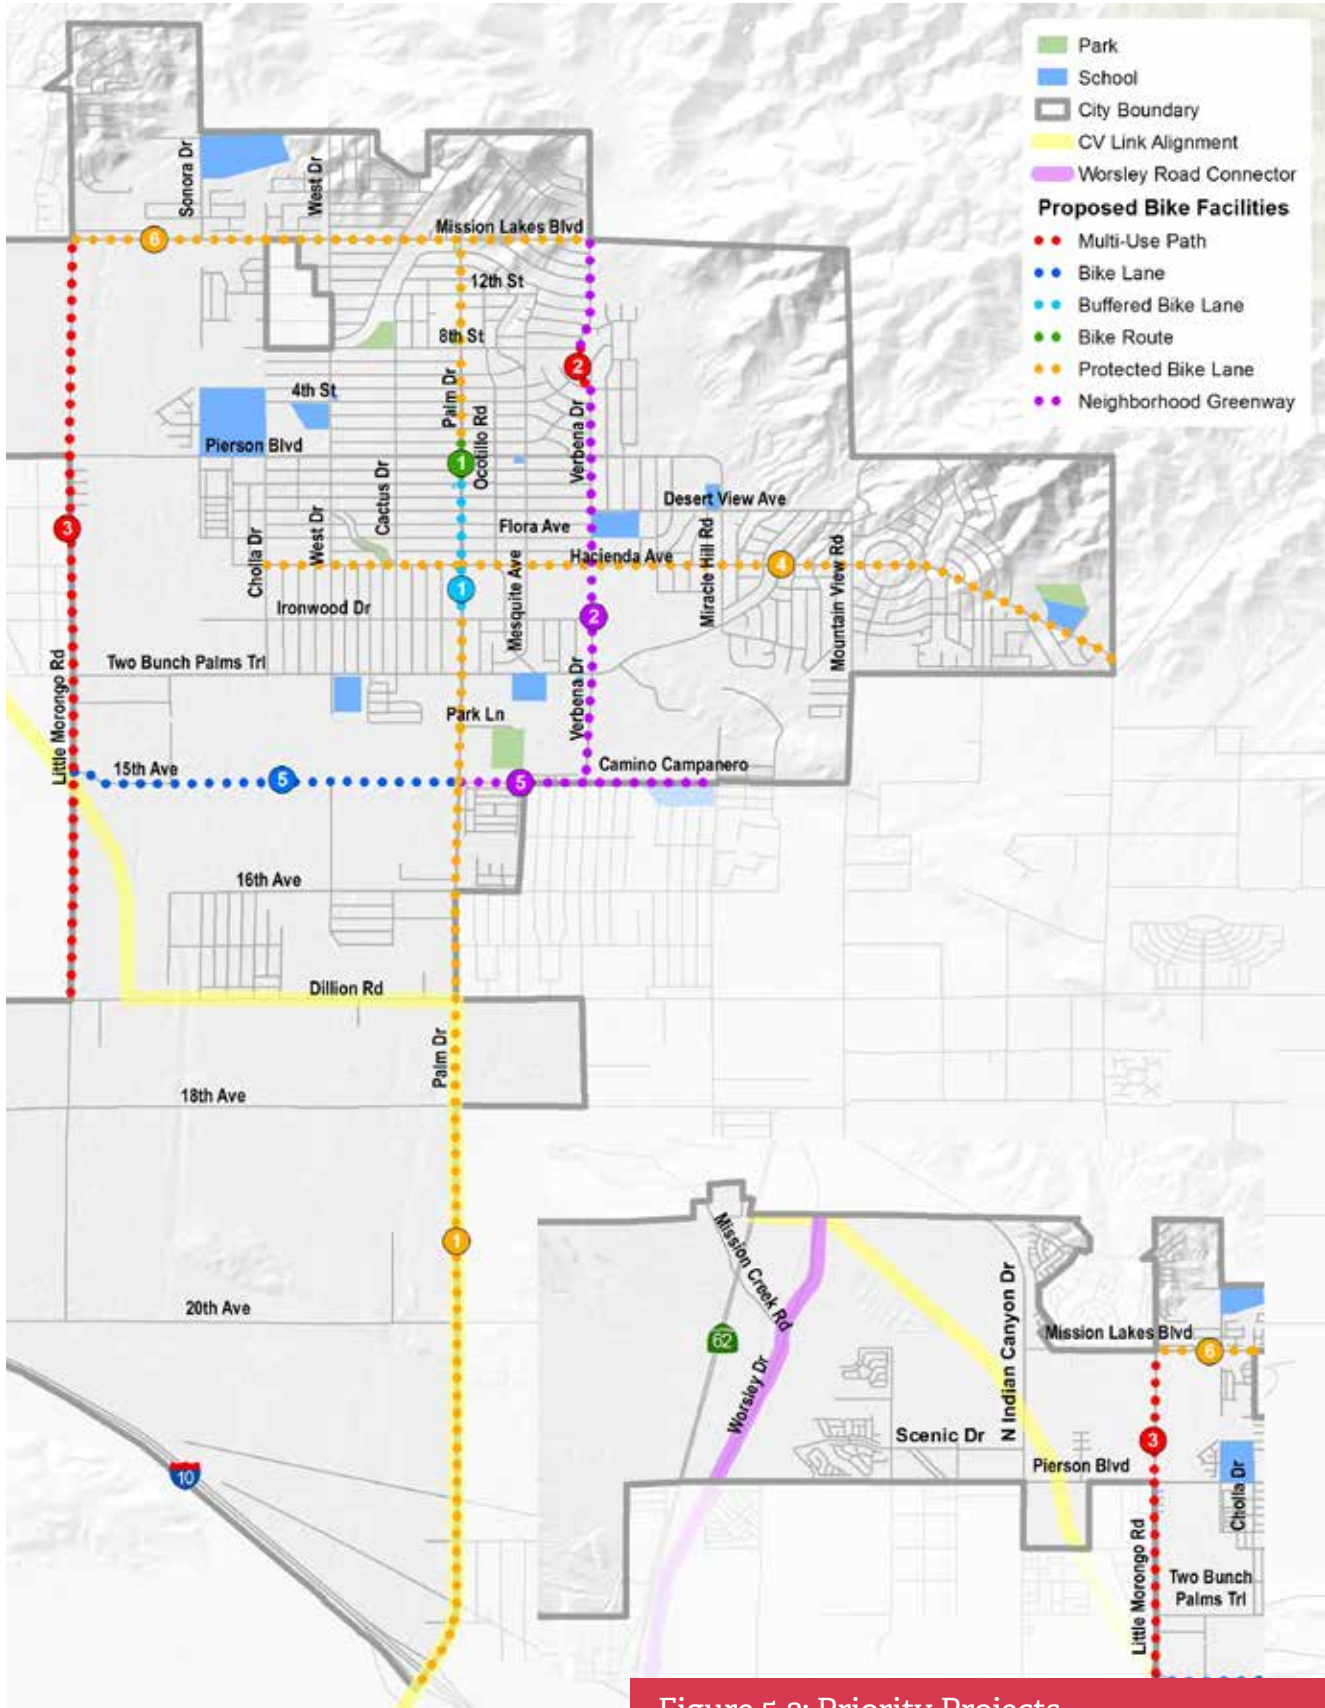 Park
School
City Boundary
CV Link Alignment
Worsley Road Connector
Proposed Bike Facilities
Multi-Use Path
Bike Lane
Buffered Bike Lane
Bike Route
Protected Bike Lane
Neighborhood Greenway
Sonora Dr
West Dr
Mission Lakes Blvd
6
12th St
8th St
2
4th St
Palm Dr
Ocotillo Rd
Verbena Dr
Pierson Blvd
1
Cactus Dr
Desert View Ave
3
West Dr
Flora Ave
Cholla Dr
Hacienda Ave
Miracle Hill Rd
Mountain View Rd
4
1
Ironwood Dr
Mesquite Ave
2
Two Bunch Palms Trl
Little Morongo Rd
Verbena Dr
Park Ln
15th Ave
Camino Campanero
5
5
16th Ave
Dillion Rd
Palm Dr
18th Ave
1
20th Ave
10
Mission Creek Rd
62
Worsley Dr
N Indian Canyon Dr
Mission Lakes Blvd
6
Scenic Dr
3
Pierson Blvd
Cholla Dr
Little Morongo Rd
Two Bunch
Palms Trl
Figure 5-2: Priority Projects